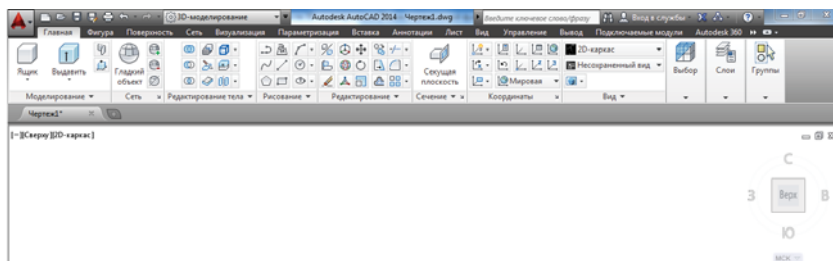 3D-моделирование Autodesk AutoCAD 2014 Чертеж1.dwg Введите ключевое слово/фразу Вход в службы
Главная Фигура Поверхность Сеть Визуализация Параметризация Вставка Аннотации Лист Вид Управление Вывод Подключаемые модули Autodesk 360
Ящик Выдавить Гладкий объект Секущая плоскость 2D-каркас Выбор Слои Группы
Несохраненный вид
Мировая
Моделирование Сеть Редактирование тела Рисование Редактирование Сечение Координаты Вид
Чертеж1*
[−][Сверху][2D-каркас]
С
З Верх В
Ю
МСК